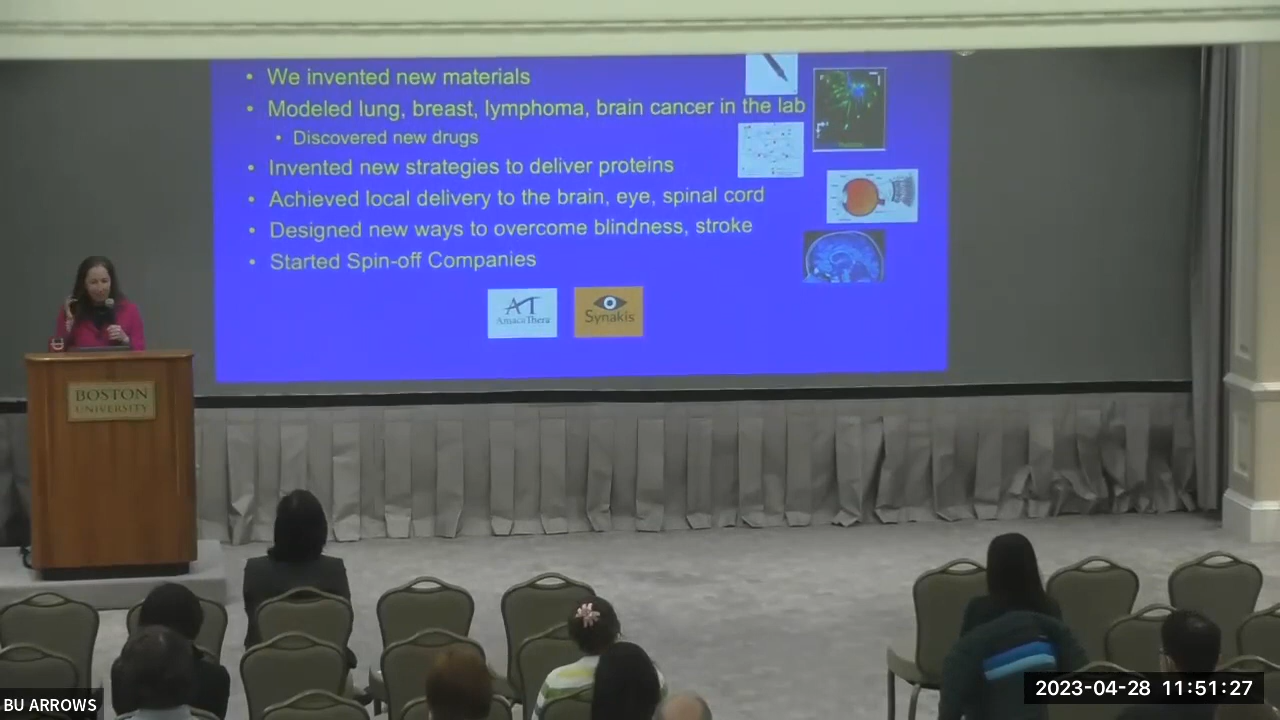 • We invented new materials
• Modeled lung, breast, lymphoma, brain cancer in the lab
• Discovered new drugs
• Invented new strategies to deliver proteins
• Achieved local delivery to the brain, eye, spinal cord
• Designed new ways to overcome blindness, stroke
• Started Spin-off Companies
AT
AmacaThera
Synakis
BOSTON
UNIVERSITY
BU ARROWS
2023-04-28 11:51:27